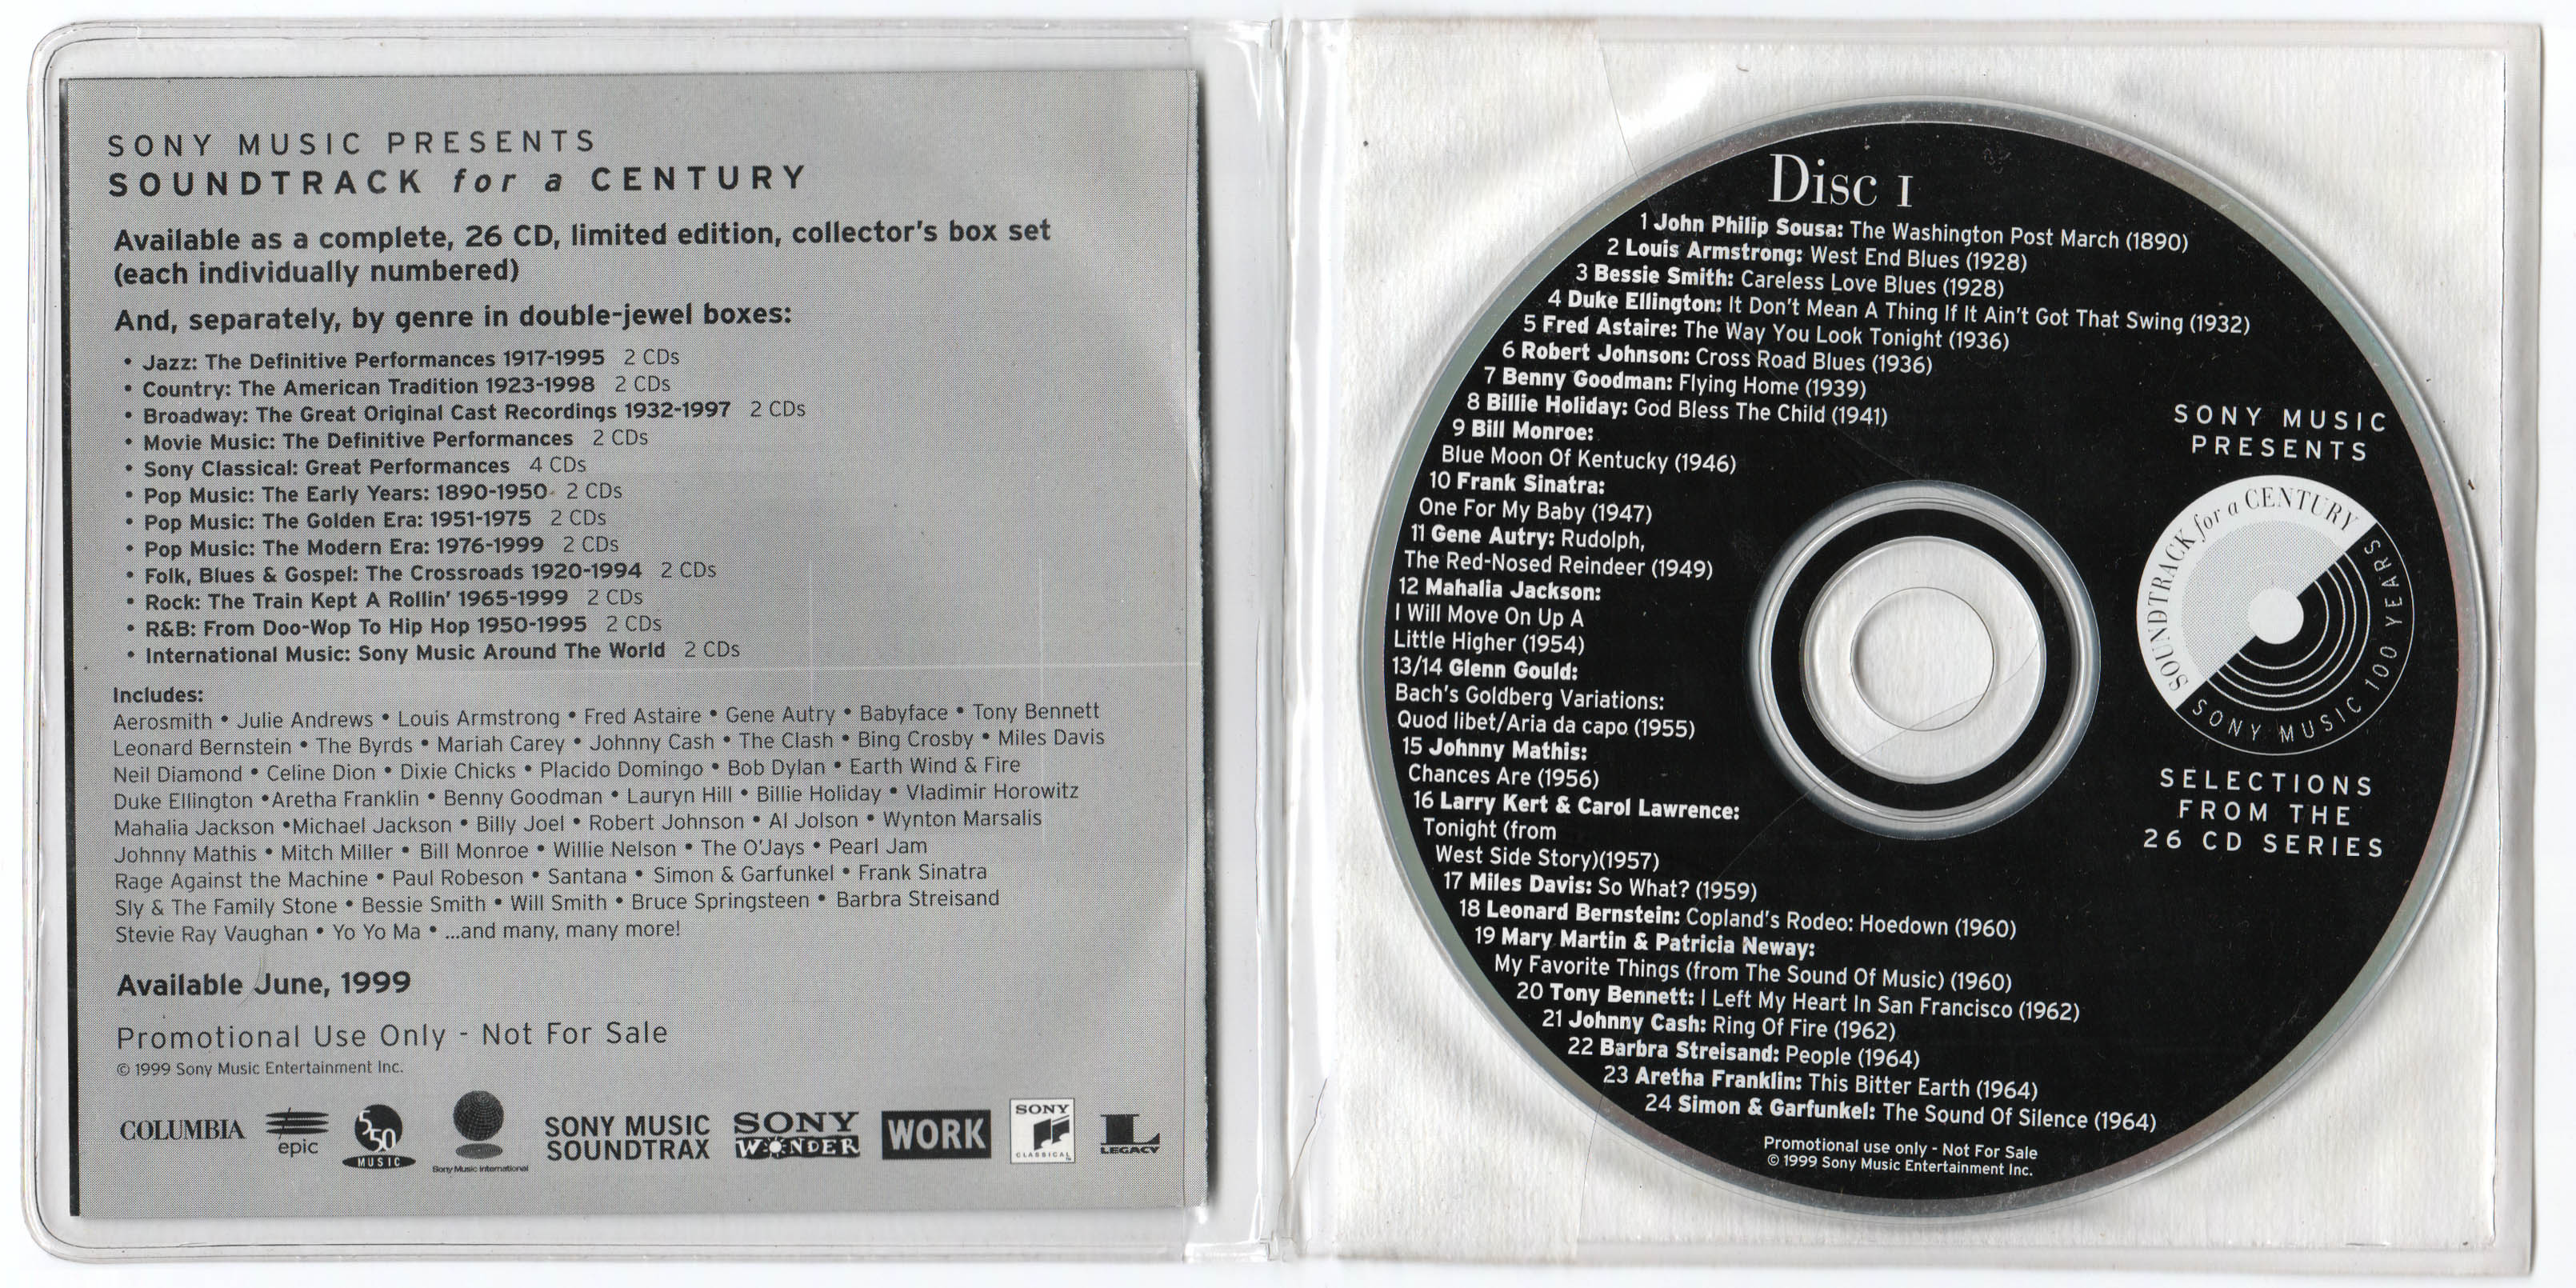 SONY MUSIC PRESENTS
SOUNDTRACK for a CENTURY
Available as a complete, 26 CD, limited edition, collector's box set
(each individually numbered)
And, separately, by genre in double-jewel boxes:
• Jazz: The Definitive Performances 1917-1995 2 CDs
• Country: The American Tradition 1923-1998 2 CDs
• Broadway: The Great Original Cast Recordings 1932-1997 2 CDs
• Movie Music: The Definitive Performances 2 CDs
• Sony Classical: Great Performances 4 CDs
• Pop Music: The Early Years: 1890-1950 2 CDs
• Pop Music: The Golden Era: 1951-1975 2 CDs
• Pop Music: The Modern Era: 1976-1999 2 CDs
• Folk, Blues & Gospel: The Crossroads 1920-1994 2 CDs
• Rock: The Train Kept A Rollin' 1965-1999 2 CDs
• R&B: From Doo-Wop To Hip Hop 1950-1995 2 CDs
• International Music: Sony Music Around The World 2 CDs
Includes:
Aerosmith • Julie Andrews • Louis Armstrong • Fred Astaire • Gene Autry • Babyface • Tony Bennett
Leonard Bernstein • The Byrds • Mariah Carey • Johnny Cash • The Clash • Bing Crosby • Miles Davis
Neil Diamond • Celine Dion • Dixie Chicks • Placido Domingo • Bob Dylan • Earth Wind & Fire
Duke Ellington •Aretha Franklin • Benny Goodman • Lauryn Hill • Billie Holiday • Vladimir Horowitz
Mahalia Jackson •Michael Jackson • Billy Joel • Robert Johnson • Al Jolson • Wynton Marsalis
Johnny Mathis • Mitch Miller • Bill Monroe • Willie Nelson • The O'Jays • Pearl Jam
Rage Against the Machine • Paul Robeson • Santana • Simon & Garfunkel • Frank Sinatra
Sly & The Family Stone • Bessie Smith • Will Smith • Bruce Springsteen • Barbra Streisand
Stevie Ray Vaughan • Yo Yo Ma • ...and many, many more!
Available June, 1999
Promotional Use Only - Not For Sale
© 1999 Sony Music Entertainment Inc.
COLUMBIA
epic
550
MUSIC
Sony Music International
SONY MUSIC
SOUNDTRAX
SONY
WONDER
WORK
SONY
CLASSICAL
L
LEGACY
Disc I
1 John Philip Sousa: The Washington Post March (1890)
2 Louis Armstrong: West End Blues (1928)
3 Bessie Smith: Careless Love Blues (1928)
4 Duke Ellington: It Don't Mean A Thing If It Ain't Got That Swing (1932)
5 Fred Astaire: The Way You Look Tonight (1936)
6 Robert Johnson: Cross Road Blues (1936)
7 Benny Goodman: Flying Home (1939)
8 Billie Holiday: God Bless The Child (1941)
9 Bill Monroe:
Blue Moon Of Kentucky (1946)
10 Frank Sinatra:
One For My Baby (1947)
11 Gene Autry: Rudolph,
The Red-Nosed Reindeer (1949)
12 Mahalia Jackson:
I Will Move On Up A
Little Higher (1954)
13/14 Glenn Gould:
Bach's Goldberg Variations:
Quod libet/Aria da capo (1955)
15 Johnny Mathis:
Chances Are (1956)
16 Larry Kert & Carol Lawrence:
Tonight (from
West Side Story)(1957)
17 Miles Davis: So What? (1959)
18 Leonard Bernstein: Copland's Rodeo: Hoedown (1960)
19 Mary Martin & Patricia Neway:
My Favorite Things (from The Sound Of Music) (1960)
20 Tony Bennett: I Left My Heart In San Francisco (1962)
21 Johnny Cash: Ring Of Fire (1962)
22 Barbra Streisand: People (1964)
23 Aretha Franklin: This Bitter Earth (1964)
24 Simon & Garfunkel: The Sound Of Silence (1964)
Promotional use only - Not For Sale
© 1999 Sony Music Entertainment Inc.
SONY MUSIC
PRESENTS
SOUNDTRACK for a CENTURY
SONY MUSIC 100 YEARS
SELECTIONS
FROM THE
26 CD SERIES